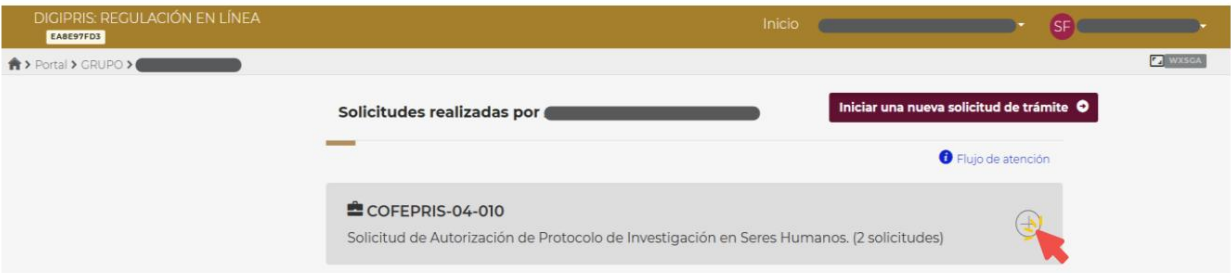 DIGIPRIS: REGULACIÓN EN LÍNEA
EA8E97FD3
Inicio
SF
Portal > GRUPO >
WXSGA
Solicitudes realizadas por
Iniciar una nueva solicitud de trámite
Flujo de atención
COFEPRIS-04-010
Solicitud de Autorización de Protocolo de Investigación en Seres Humanos. (2 solicitudes)